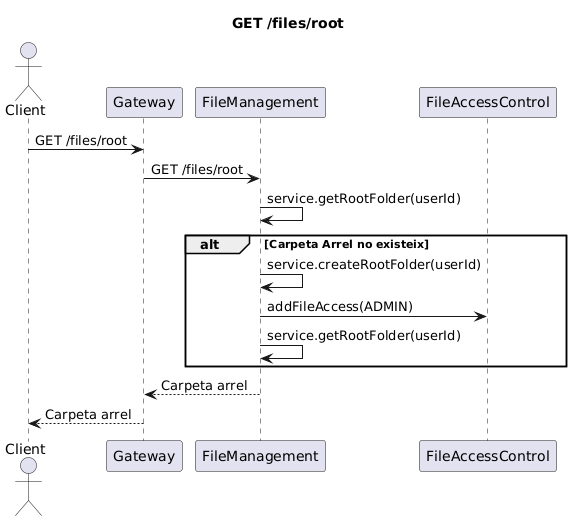 GET /files/root
Client
Gateway
FileManagement
FileAccessControl
GET /files/root
GET /files/root
service.getRootFolder(userId)
alt
[Carpeta Arrel no existeix]
service.createRootFolder(userId)
addFileAccess(ADMIN)
service.getRootFolder(userId)
Carpeta arrel
Carpeta arrel
Client
Gateway
FileManagement
FileAccessControl